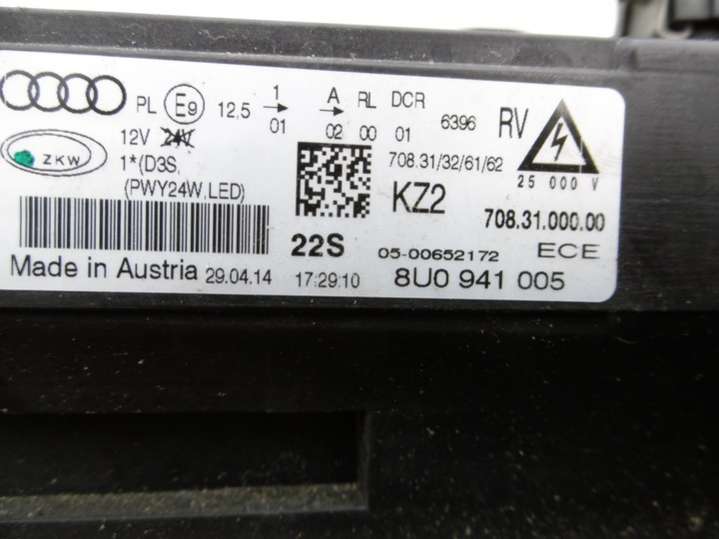 PL E9 12,5 1 A RL DCR
01 02 00 01 6396 RV
12V 24V
ZKW
1*(D3S, 708.31/32/61/62
(PWY24W,LED) KZ2 25 000 V
708.31.000.00
22S 05-00652172 ECE
Made in Austria 29.04.14 17:29:10 8U0 941 005